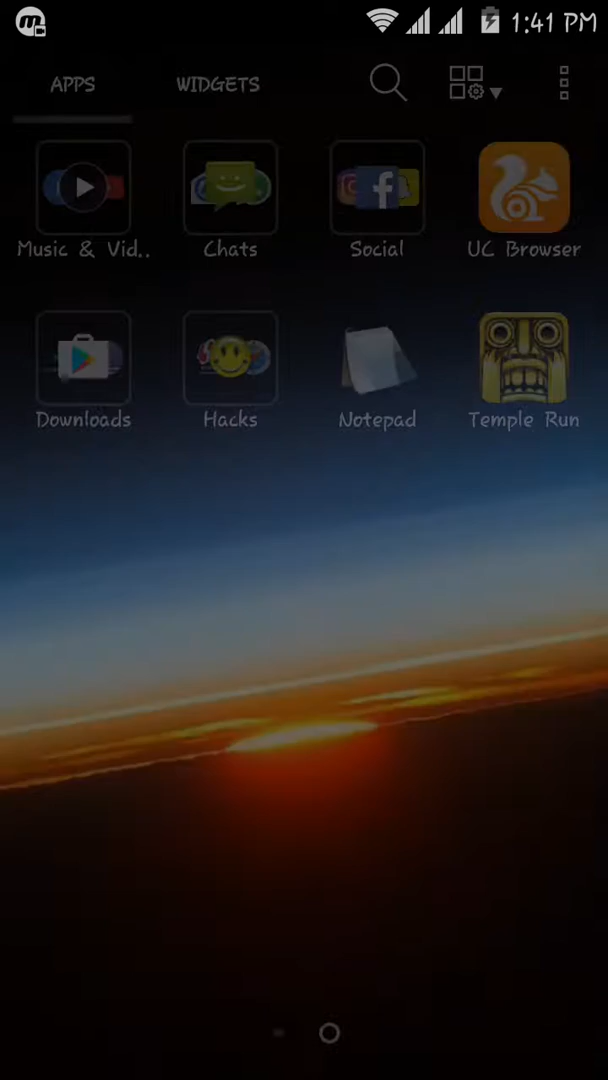 1:41 PM
APPS WIDGETS
Music & Vid.. Chats Social UC Browser
Downloads Hacks Notepad Temple Run